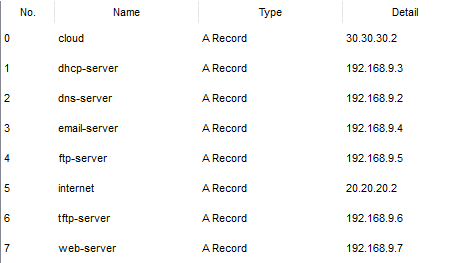 No. Name Type Detail
0 cloud A Record 30.30.30.2
1 dhcp-server A Record 192.168.9.3
2 dns-server A Record 192.168.9.2
3 email-server A Record 192.168.9.4
4 ftp-server A Record 192.168.9.5
5 internet A Record 20.20.20.2
6 tftp-server A Record 192.168.9.6
7 web-server A Record 192.168.9.7